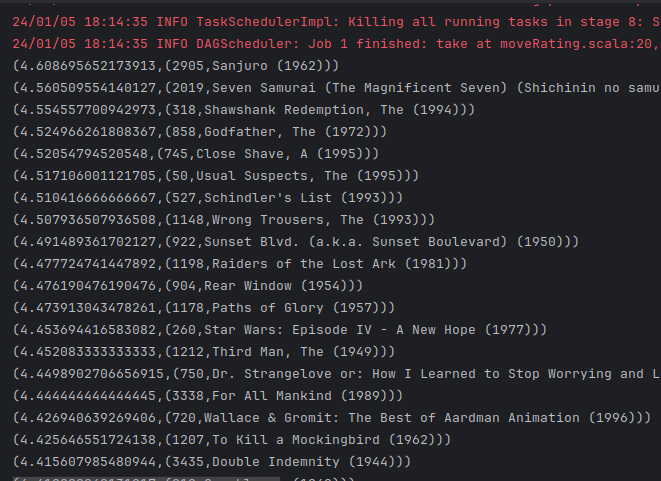 24/01/05 18:14:35 INFO TaskSchedulerImpl: Killing all running tasks in stage 8: S
24/01/05 18:14:35 INFO DAGScheduler: Job 1 finished: take at moveRating.scala:20,
(4.608695652173913,(2905,Sanjuro (1962)))
(4.560509554140127,(2019,Seven Samurai (The Magnificent Seven) (Shichinin no samu
(4.554557700942973,(318,Shawshank Redemption, The (1994)))
(4.524966261808367,(858,Godfather, The (1972)))
(4.52054794520548,(745,Close Shave, A (1995)))
(4.517106001121705,(50,Usual Suspects, The (1995)))
(4.510416666666667,(527,Schindler's List (1993)))
(4.507936507936508,(1148,Wrong Trousers, The (1993)))
(4.491489361702127,(922,Sunset Blvd. (a.k.a. Sunset Boulevard) (1950)))
(4.477724741447892,(1198,Raiders of the Lost Ark (1981)))
(4.476190476190476,(904,Rear Window (1954)))
(4.473913043478261,(1178,Paths of Glory (1957)))
(4.453694416583082,(260,Star Wars: Episode IV - A New Hope (1977)))
(4.452083333333333,(1212,Third Man, The (1949)))
(4.4498902706656915,(750,Dr. Strangelove or: How I Learned to Stop Worrying and L
(4.444444444444445,(3338,For All Mankind (1989)))
(4.426940639269406,(720,Wallace & Gromit: The Best of Aardman Animation (1996)))
(4.425646551724138,(1207,To Kill a Mockingbird (1962)))
(4.415607985480944,(3435,Double Indemnity (1944)))